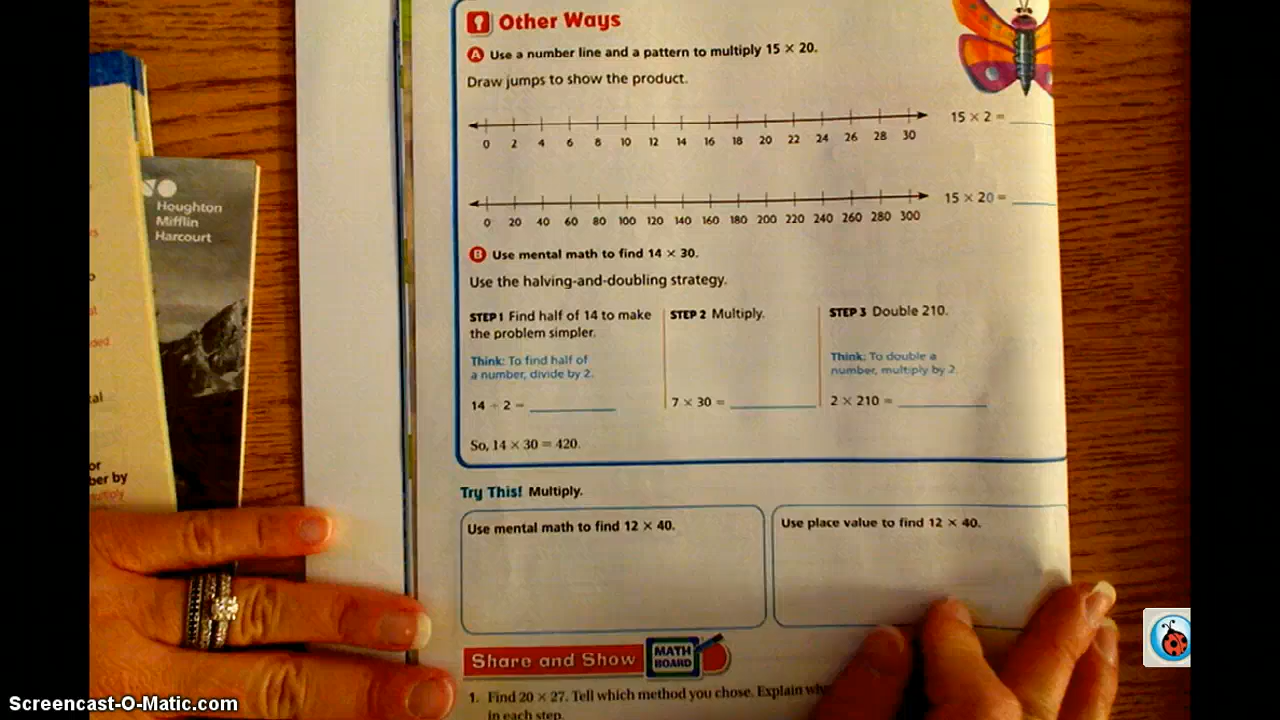 Other Ways
A Use a number line and a pattern to multiply 15 × 20.
Draw jumps to show the product.
0 2 4 6 8 10 12 14 16 18 20 22 24 26 28 30
15 × 2 =
0 20 40 60 80 100 120 140 160 180 200 220 240 260 280 300
15 × 20 =
B Use mental math to find 14 × 30.
Use the halving-and-doubling strategy.
STEP 1 Find half of 14 to make
the problem simpler.
Think: To find half of
a number, divide by 2.
14 ÷ 2 =
STEP 2 Multiply.
7 × 30 =
STEP 3 Double 210.
Think: To double a
number, multiply by 2.
2 × 210 =
So, 14 × 30 = 420.
Try This! Multiply.
Use mental math to find 12 × 40.
Use place value to find 12 × 40.
Share and Show
MATH
BOARD
1. Find 20 × 27. Tell which method you chose. Explain
in each step.
Houghton
Mifflin
Harcourt
or
by
Screencast-O-Matic.com